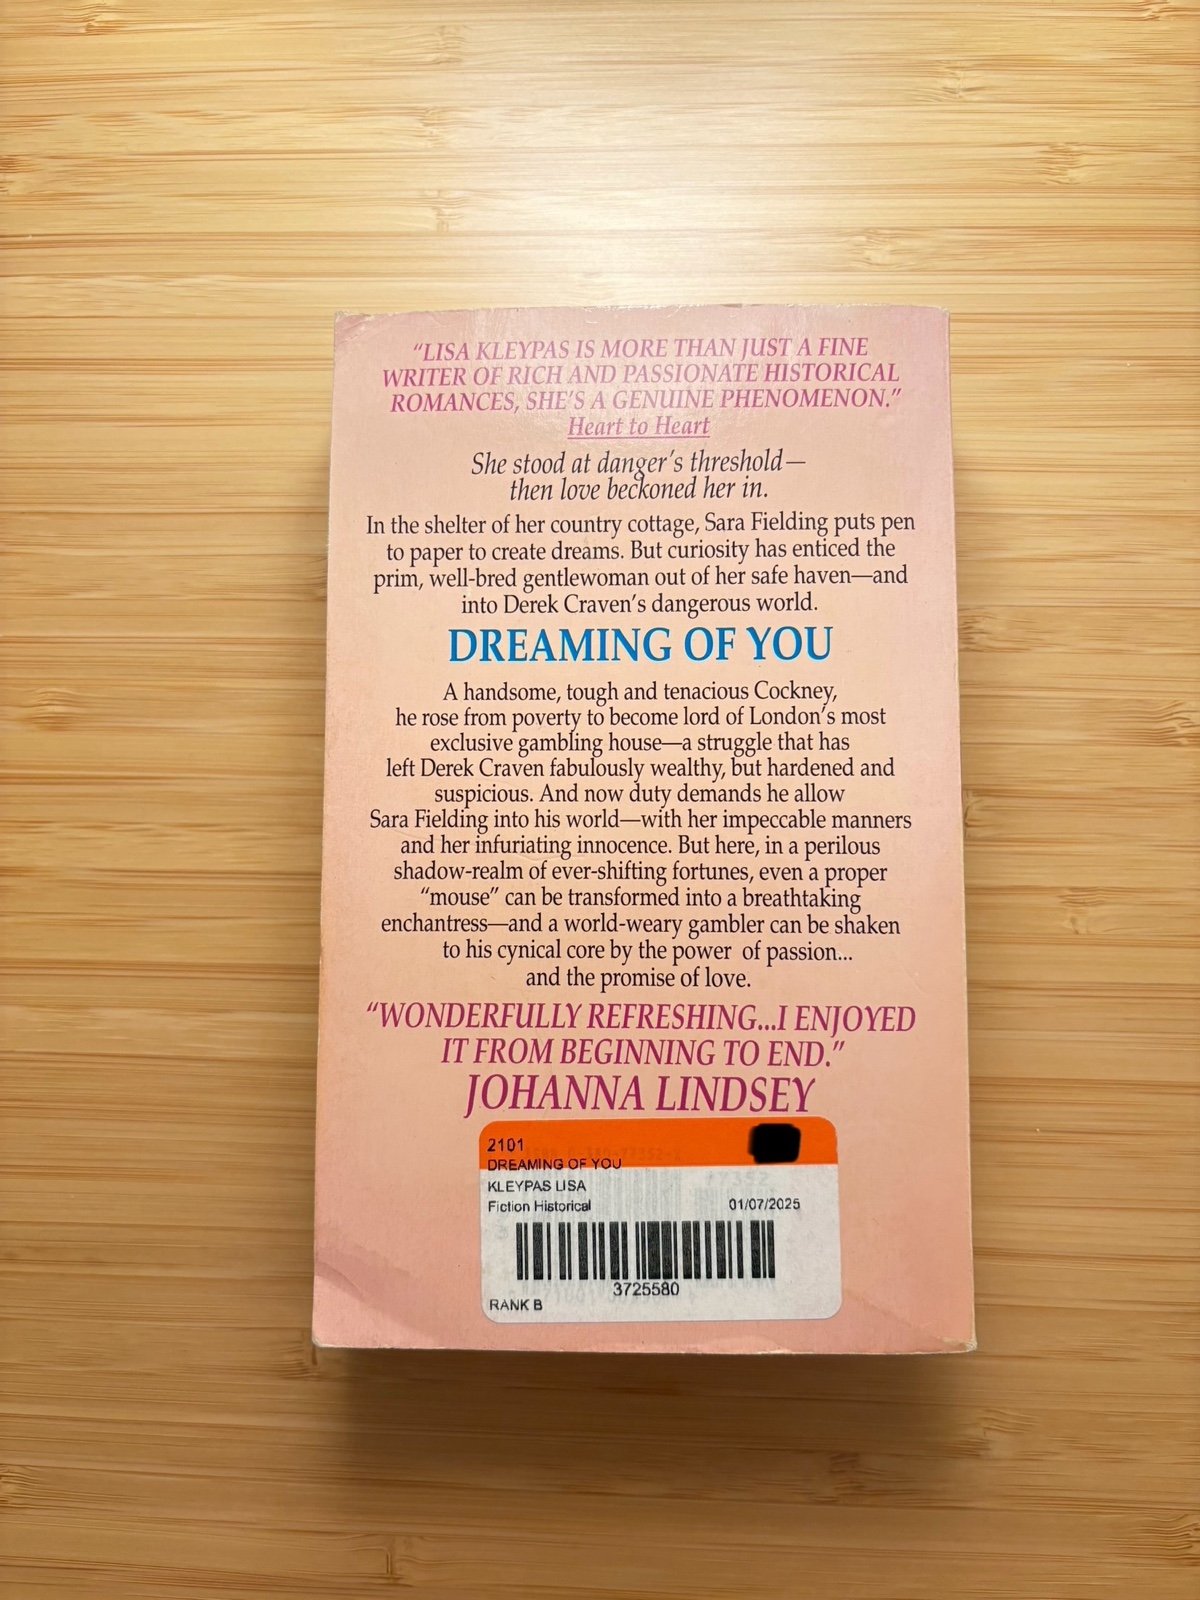 “LISA KLEYPAS IS MORE THAN JUST A FINE
WRITER OF RICH AND PASSIONATE HISTORICAL
ROMANCES, SHE’S A GENUINE PHENOMENON.”
Heart to Heart
She stood at danger’s threshold—
then love beckoned her in.
In the shelter of her country cottage, Sara Fielding puts pen
to paper to create dreams. But curiosity has enticed the
prim, well-bred gentlewoman out of her safe haven—and
into Derek Craven’s dangerous world.
DREAMING OF YOU
A handsome, tough and tenacious Cockney,
he rose from poverty to become lord of London’s most
exclusive gambling house—a struggle that has
left Derek Craven fabulously wealthy, but hardened and
suspicious. And now duty demands he allow
Sara Fielding into his world—with her impeccable manners
and her infuriating innocence. But here, in a perilous
shadow-realm of ever-shifting fortunes, even a proper
“mouse” can be transformed into a breathtaking
enchantress—and a world-weary gambler can be shaken
to his cynical core by the power of passion...
and the promise of love.
“WONDERFULLY REFRESHING...I ENJOYED
IT FROM BEGINNING TO END.”
JOHANNA LINDSEY
2101
DREAMING OF YOU
KLEYPAS LISA
Fiction Historical 01/07/2025
3725580
RANK B